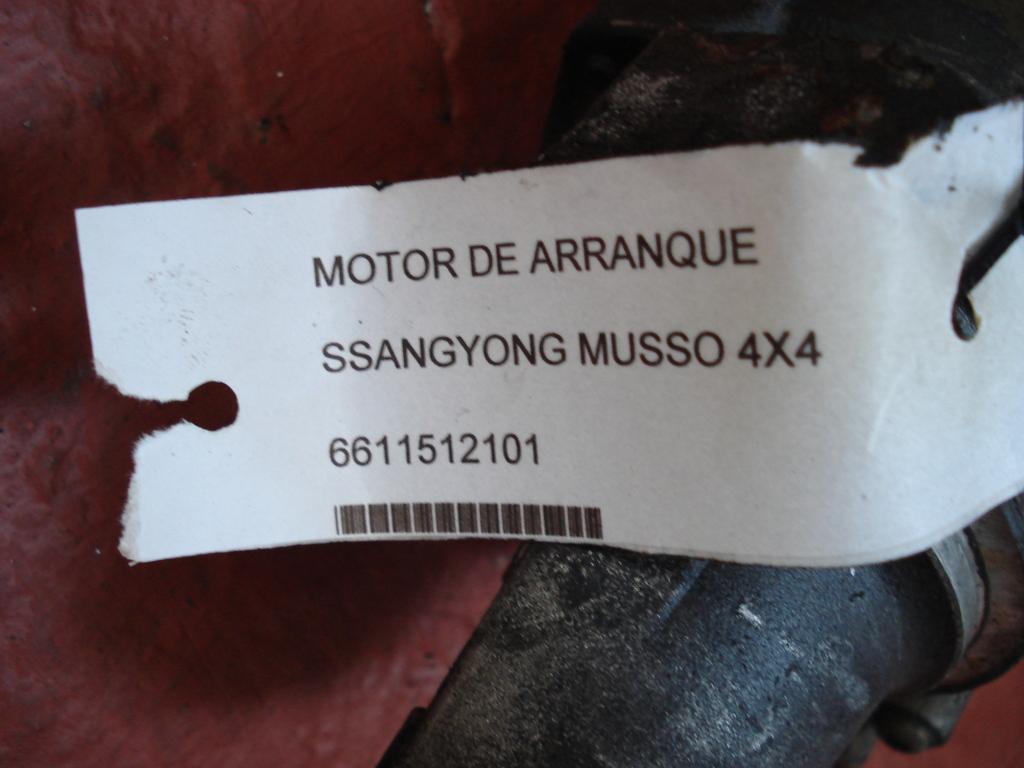 MOTOR DE ARRANQUE
SSANGYONG MUSSO 4X4
6611512101